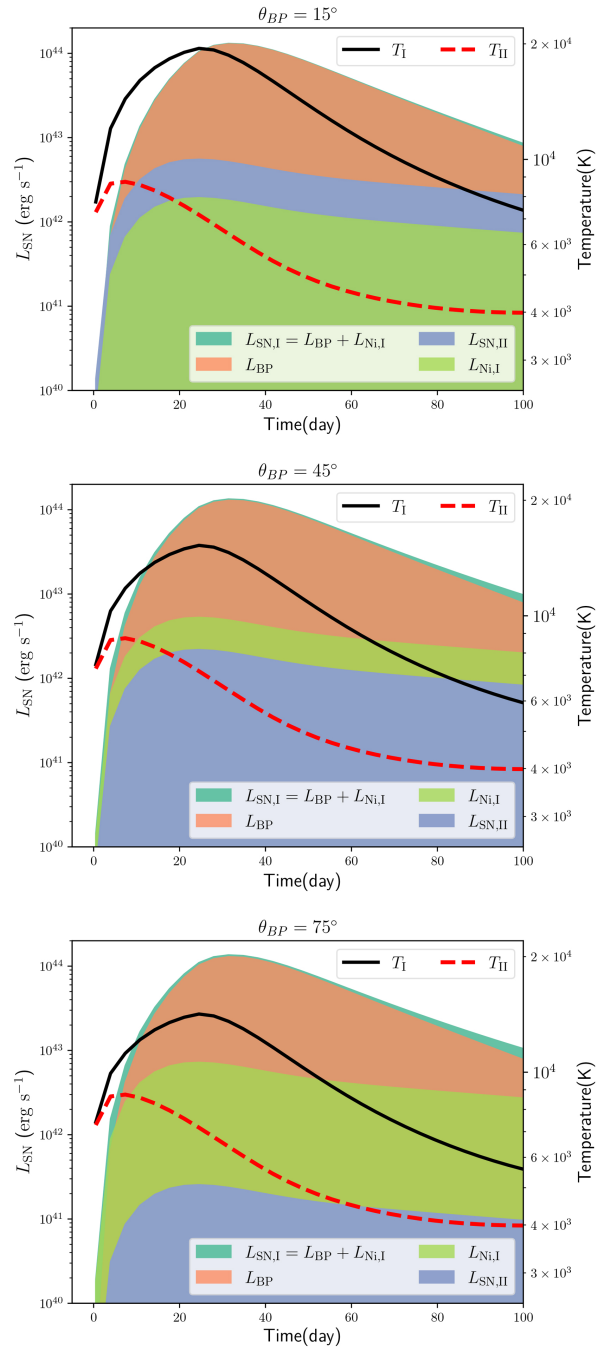 θ_BP = 15°
T_I T_II
10^44
10^43
10^42
10^41
10^40
L_SN (erg s^−1)
2 × 10^4
10^4
6 × 10^3
4 × 10^3
3 × 10^3
Temperature(K)
L_SN,I = L_BP + L_Ni,I L_SN,II
L_BP L_Ni,I
0 20 40 60 80 100
Time(day)
θ_BP = 45°
T_I T_II
10^44
10^43
10^42
10^41
10^40
L_SN (erg s^−1)
2 × 10^4
10^4
6 × 10^3
4 × 10^3
3 × 10^3
Temperature(K)
L_SN,I = L_BP + L_Ni,I L_Ni,I
L_BP L_SN,II
0 20 40 60 80 100
Time(day)
θ_BP = 75°
T_I T_II
10^44
10^43
10^42
10^41
10^40
L_SN (erg s^−1)
2 × 10^4
10^4
6 × 10^3
4 × 10^3
3 × 10^3
Temperature(K)
L_SN,I = L_BP + L_Ni,I L_Ni,I
L_BP L_SN,II
0 20 40 60 80 100
Time(day)